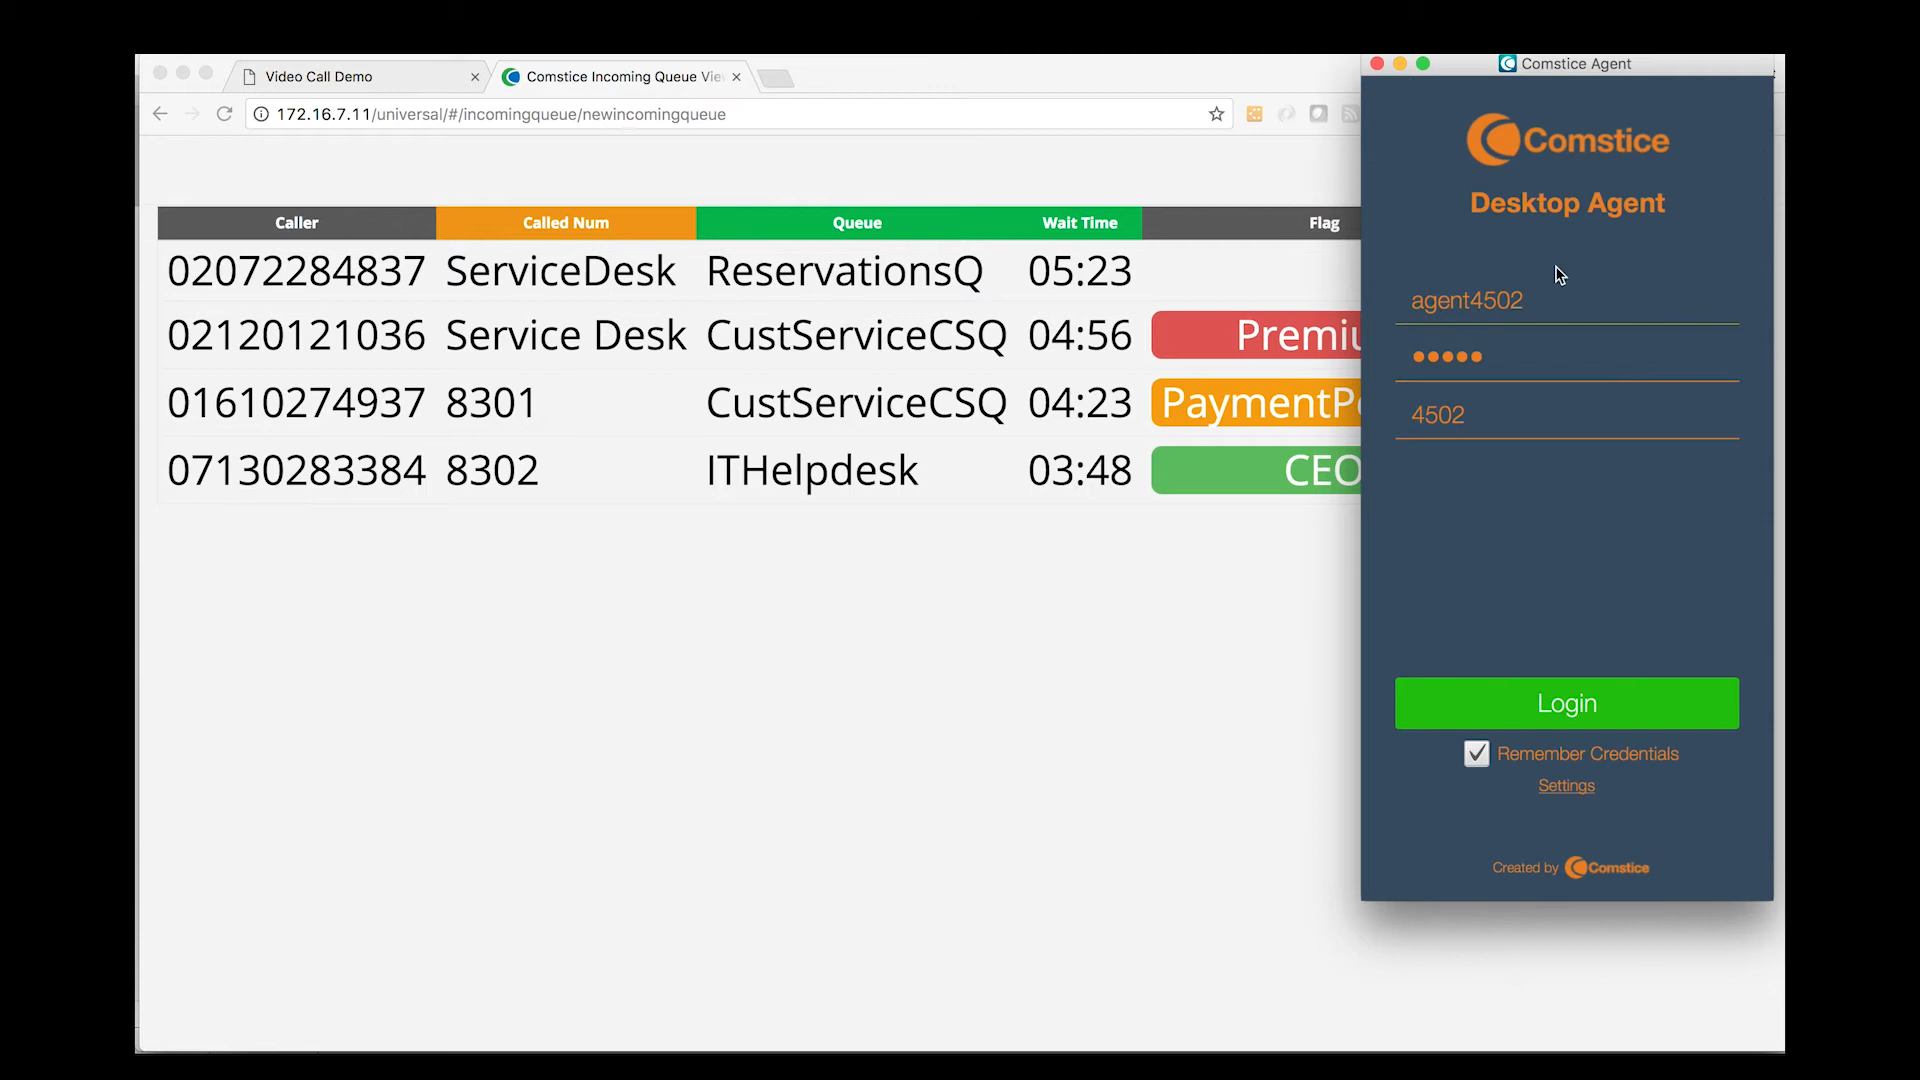 Video Call Demo
Comstice Incoming Queue Vie
172.16.7.11/universal/#/incomingqueue/newincomingqueue
Caller Called Num Queue Wait Time Flag
02072284837 ServiceDesk ReservationsQ 05:23
02120121036 Service Desk CustServiceCSQ 04:56 Premiu
01610274937 8301 CustServiceCSQ 04:23 PaymentPe
07130283384 8302 ITHelpdesk 03:48 CEO
Comstice Agent
Comstice
Desktop Agent
agent4502
4502
Login
Remember Credentials
Settings
Created by Comstice